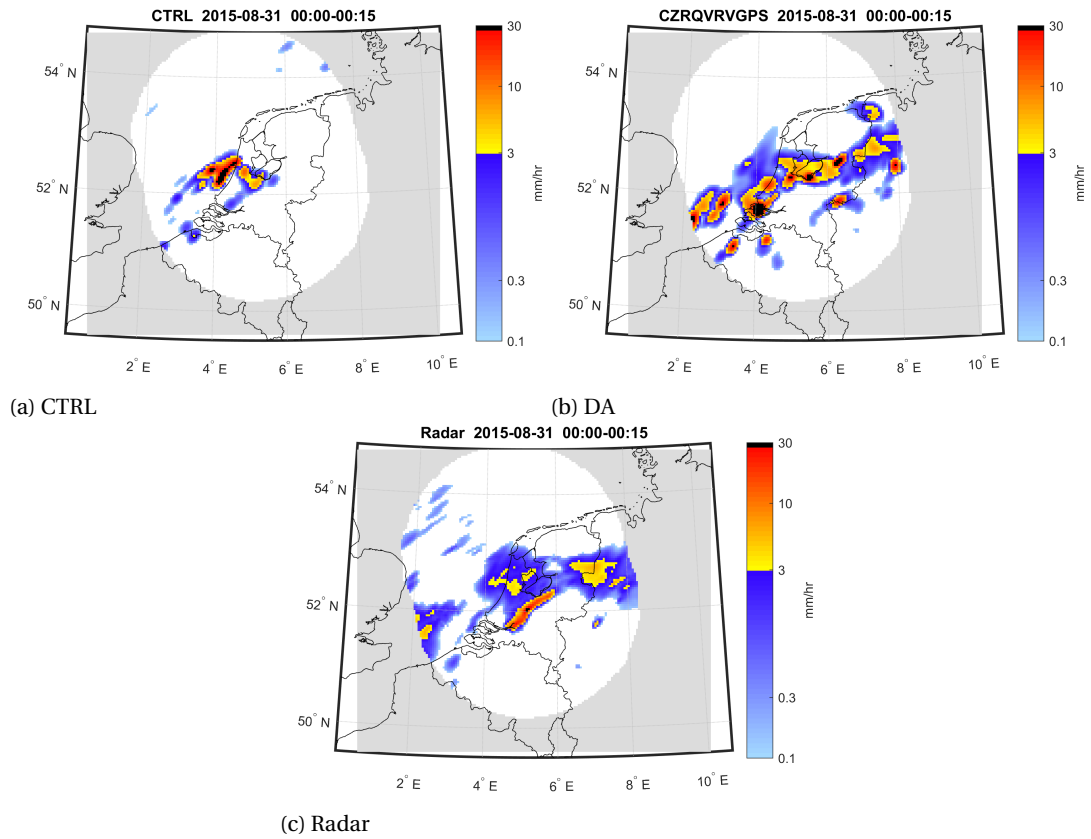 CTRL 2015-08-31 00:00-00:15
54° N
52° N
50° N
2° E
4° E
6° E
8° E
10° E
30
10
3
0.3
0.1
mm/hr
(a) CTRL
CZRQVRVGPS 2015-08-31 00:00-00:15
54° N
52° N
50° N
2° E
4° E
6° E
8° E
10° E
30
10
3
0.3
0.1
mm/hr
(b) DA
Radar 2015-08-31 00:00-00:15
54° N
52° N
50° N
2° E
4° E
6° E
8° E
10° E
30
10
3
0.3
0.1
mm/hr
(c) Radar